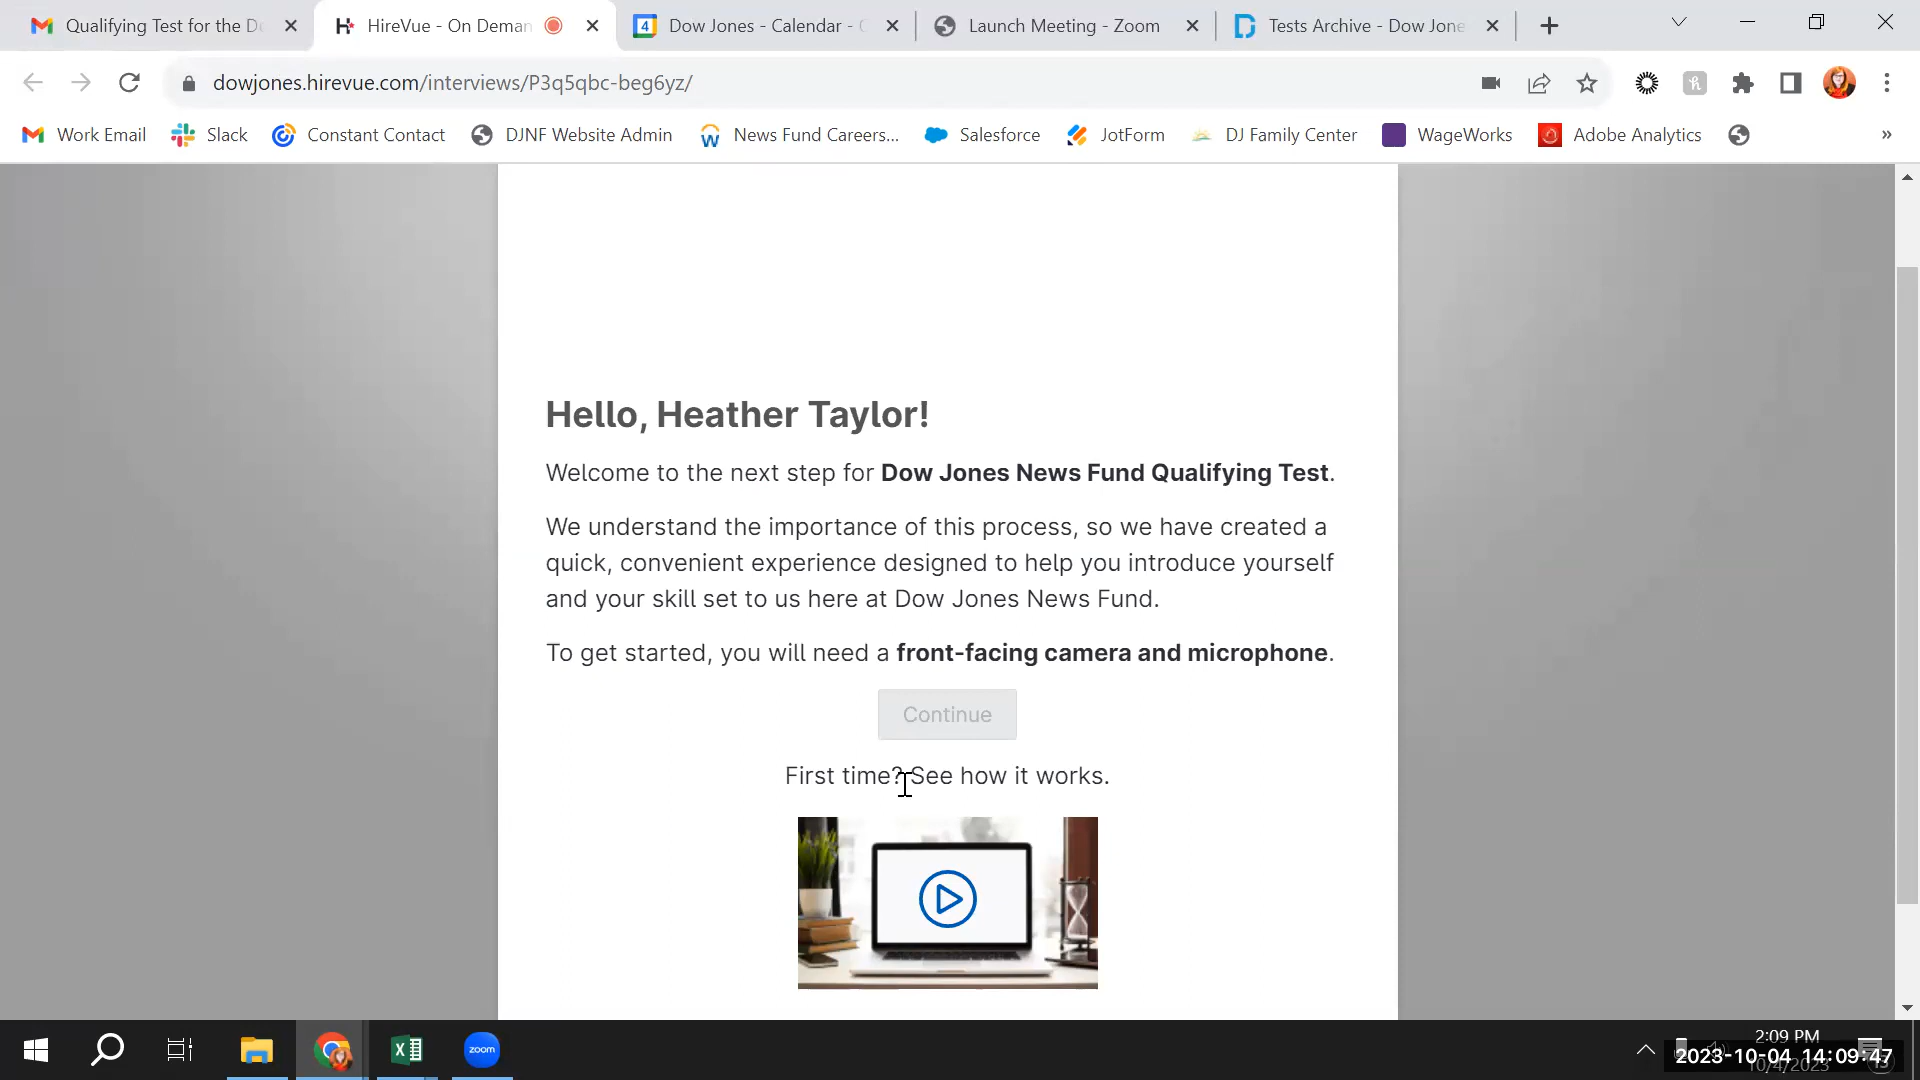 Qualifying Test for the D
HireVue - On Deman
4
Dow Jones - Calendar -
Launch Meeting - Zoom
Tests Archive - Dow Jone
dowjones.hirevue.com/interviews/P3q5qbc-beg6yz/
Work Email
Slack
Constant Contact
DJNF Website Admin
News Fund Careers...
Salesforce
JotForm
DJ Family Center
WageWorks
Adobe Analytics
»
Hello, Heather Taylor!
Welcome to the next step for Dow Jones News Fund Qualifying Test.
We understand the importance of this process, so we have created a
quick, convenient experience designed to help you introduce yourself
and your skill set to us here at Dow Jones News Fund.
To get started, you will need a front-facing camera and microphone.
Continue
First time? See how it works.
zoom
2:09 PM
2023-10-04 14:09:47
10/4/2023